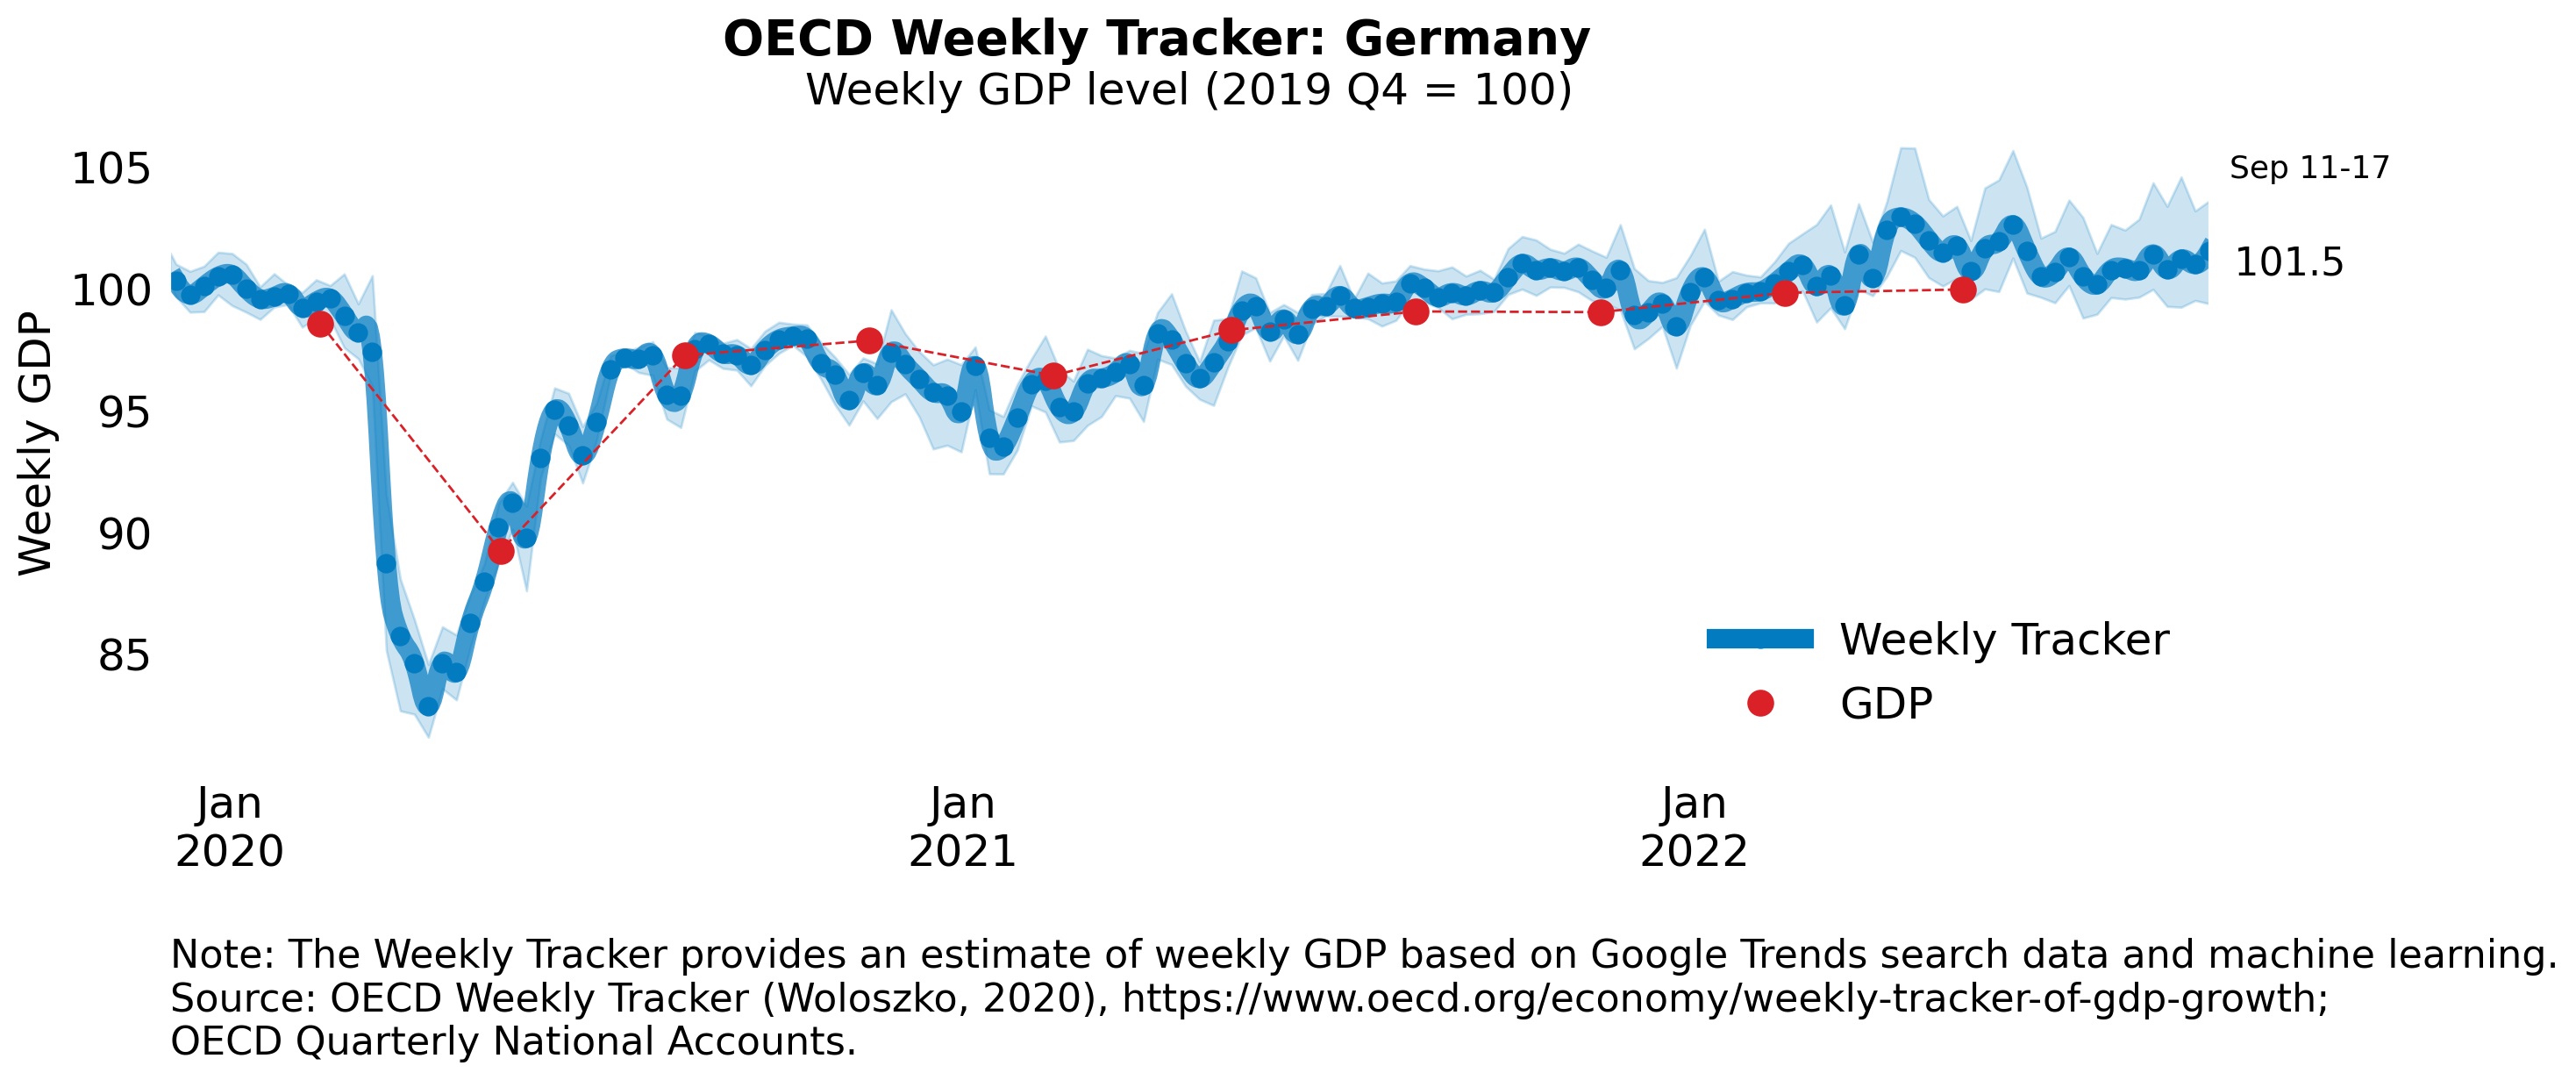 OECD Weekly Tracker: Germany
Weekly GDP level (2019 Q4 = 100)
Weekly GDP
105
100
95
90
85
Sep 11-17
101.5
Weekly Tracker
GDP
Jan
2020
Jan
2021
Jan
2022
Note: The Weekly Tracker provides an estimate of weekly GDP based on Google Trends search data and machine learning.
Source: OECD Weekly Tracker (Woloszko, 2020), https://www.oecd.org/economy/weekly-tracker-of-gdp-growth;
OECD Quarterly National Accounts.